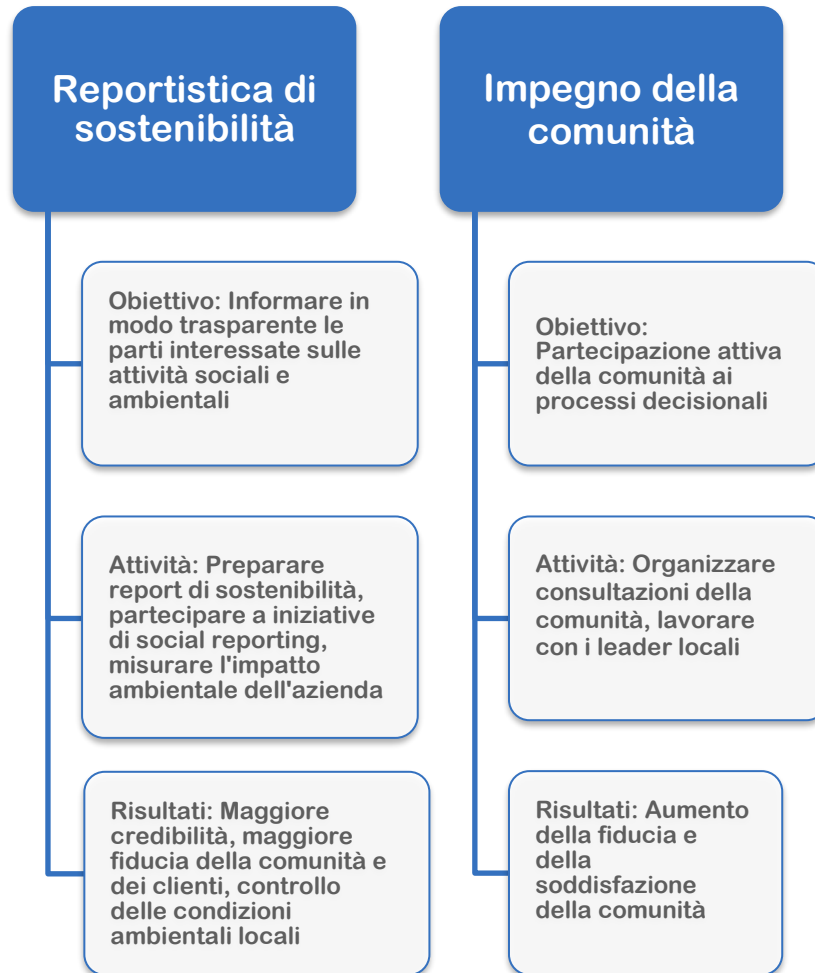 Reportistica di
sostenibilità
Obiettivo: Informare in
modo trasparente le
parti interessate sulle
attività sociali e
ambientali
Attività: Preparare
report di sostenibilità,
partecipare a iniziative
di social reporting,
misurare l'impatto
ambientale dell'azienda
Risultati: Maggiore
credibilità, maggiore
fiducia della comunità e
dei clienti, controllo
delle condizioni
ambientali locali
Impegno della
comunità
Obiettivo:
Partecipazione attiva
della comunità ai
processi decisionali
Attività: Organizzare
consultazioni della
comunità, lavorare
con i leader locali
Risultati: Aumento
della fiducia e
della
soddisfazione
della comunità